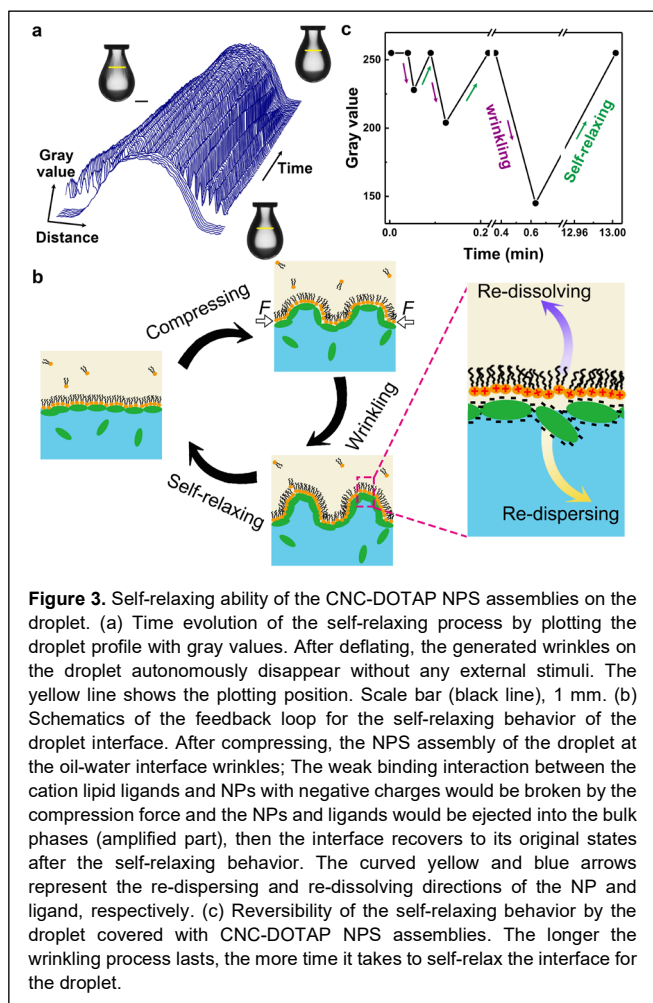 a
Gray
value
Distance
Time
c
250
200
150
Gray value
wrinkling
Self-relaxing
0.0
0.2
0.4
0.6
12.96
13.00
Time (min)
b
Compressing
F
F
Wrinkling
Self-relaxing
Re-dissolving
Re-dispersing
Figure 3. Self-relaxing ability of the CNC-DOTAP NPS assemblies on the
droplet. (a) Time evolution of the self-relaxing process by plotting the
droplet profile with gray values. After deflating, the generated wrinkles on
the droplet autonomously disappear without any external stimuli. The
yellow line shows the plotting position. Scale bar (black line), 1 mm. (b)
Schematics of the feedback loop for the self-relaxing behavior of the
droplet interface. After compressing, the NPS assembly of the droplet at
the oil-water interface wrinkles; The weak binding interaction between the
cation lipid ligands and NPs with negative charges would be broken by the
compression force and the NPs and ligands would be ejected into the bulk
phases (amplified part), then the interface recovers to its original states
after the self-relaxing behavior. The curved yellow and blue arrows
represent the re-dispersing and re-dissolving directions of the NP and
ligand, respectively. (c) Reversibility of the self-relaxing behavior by the
droplet covered with CNC-DOTAP NPS assemblies. The longer the
wrinkling process lasts, the more time it takes to self-relax the interface for
the droplet.